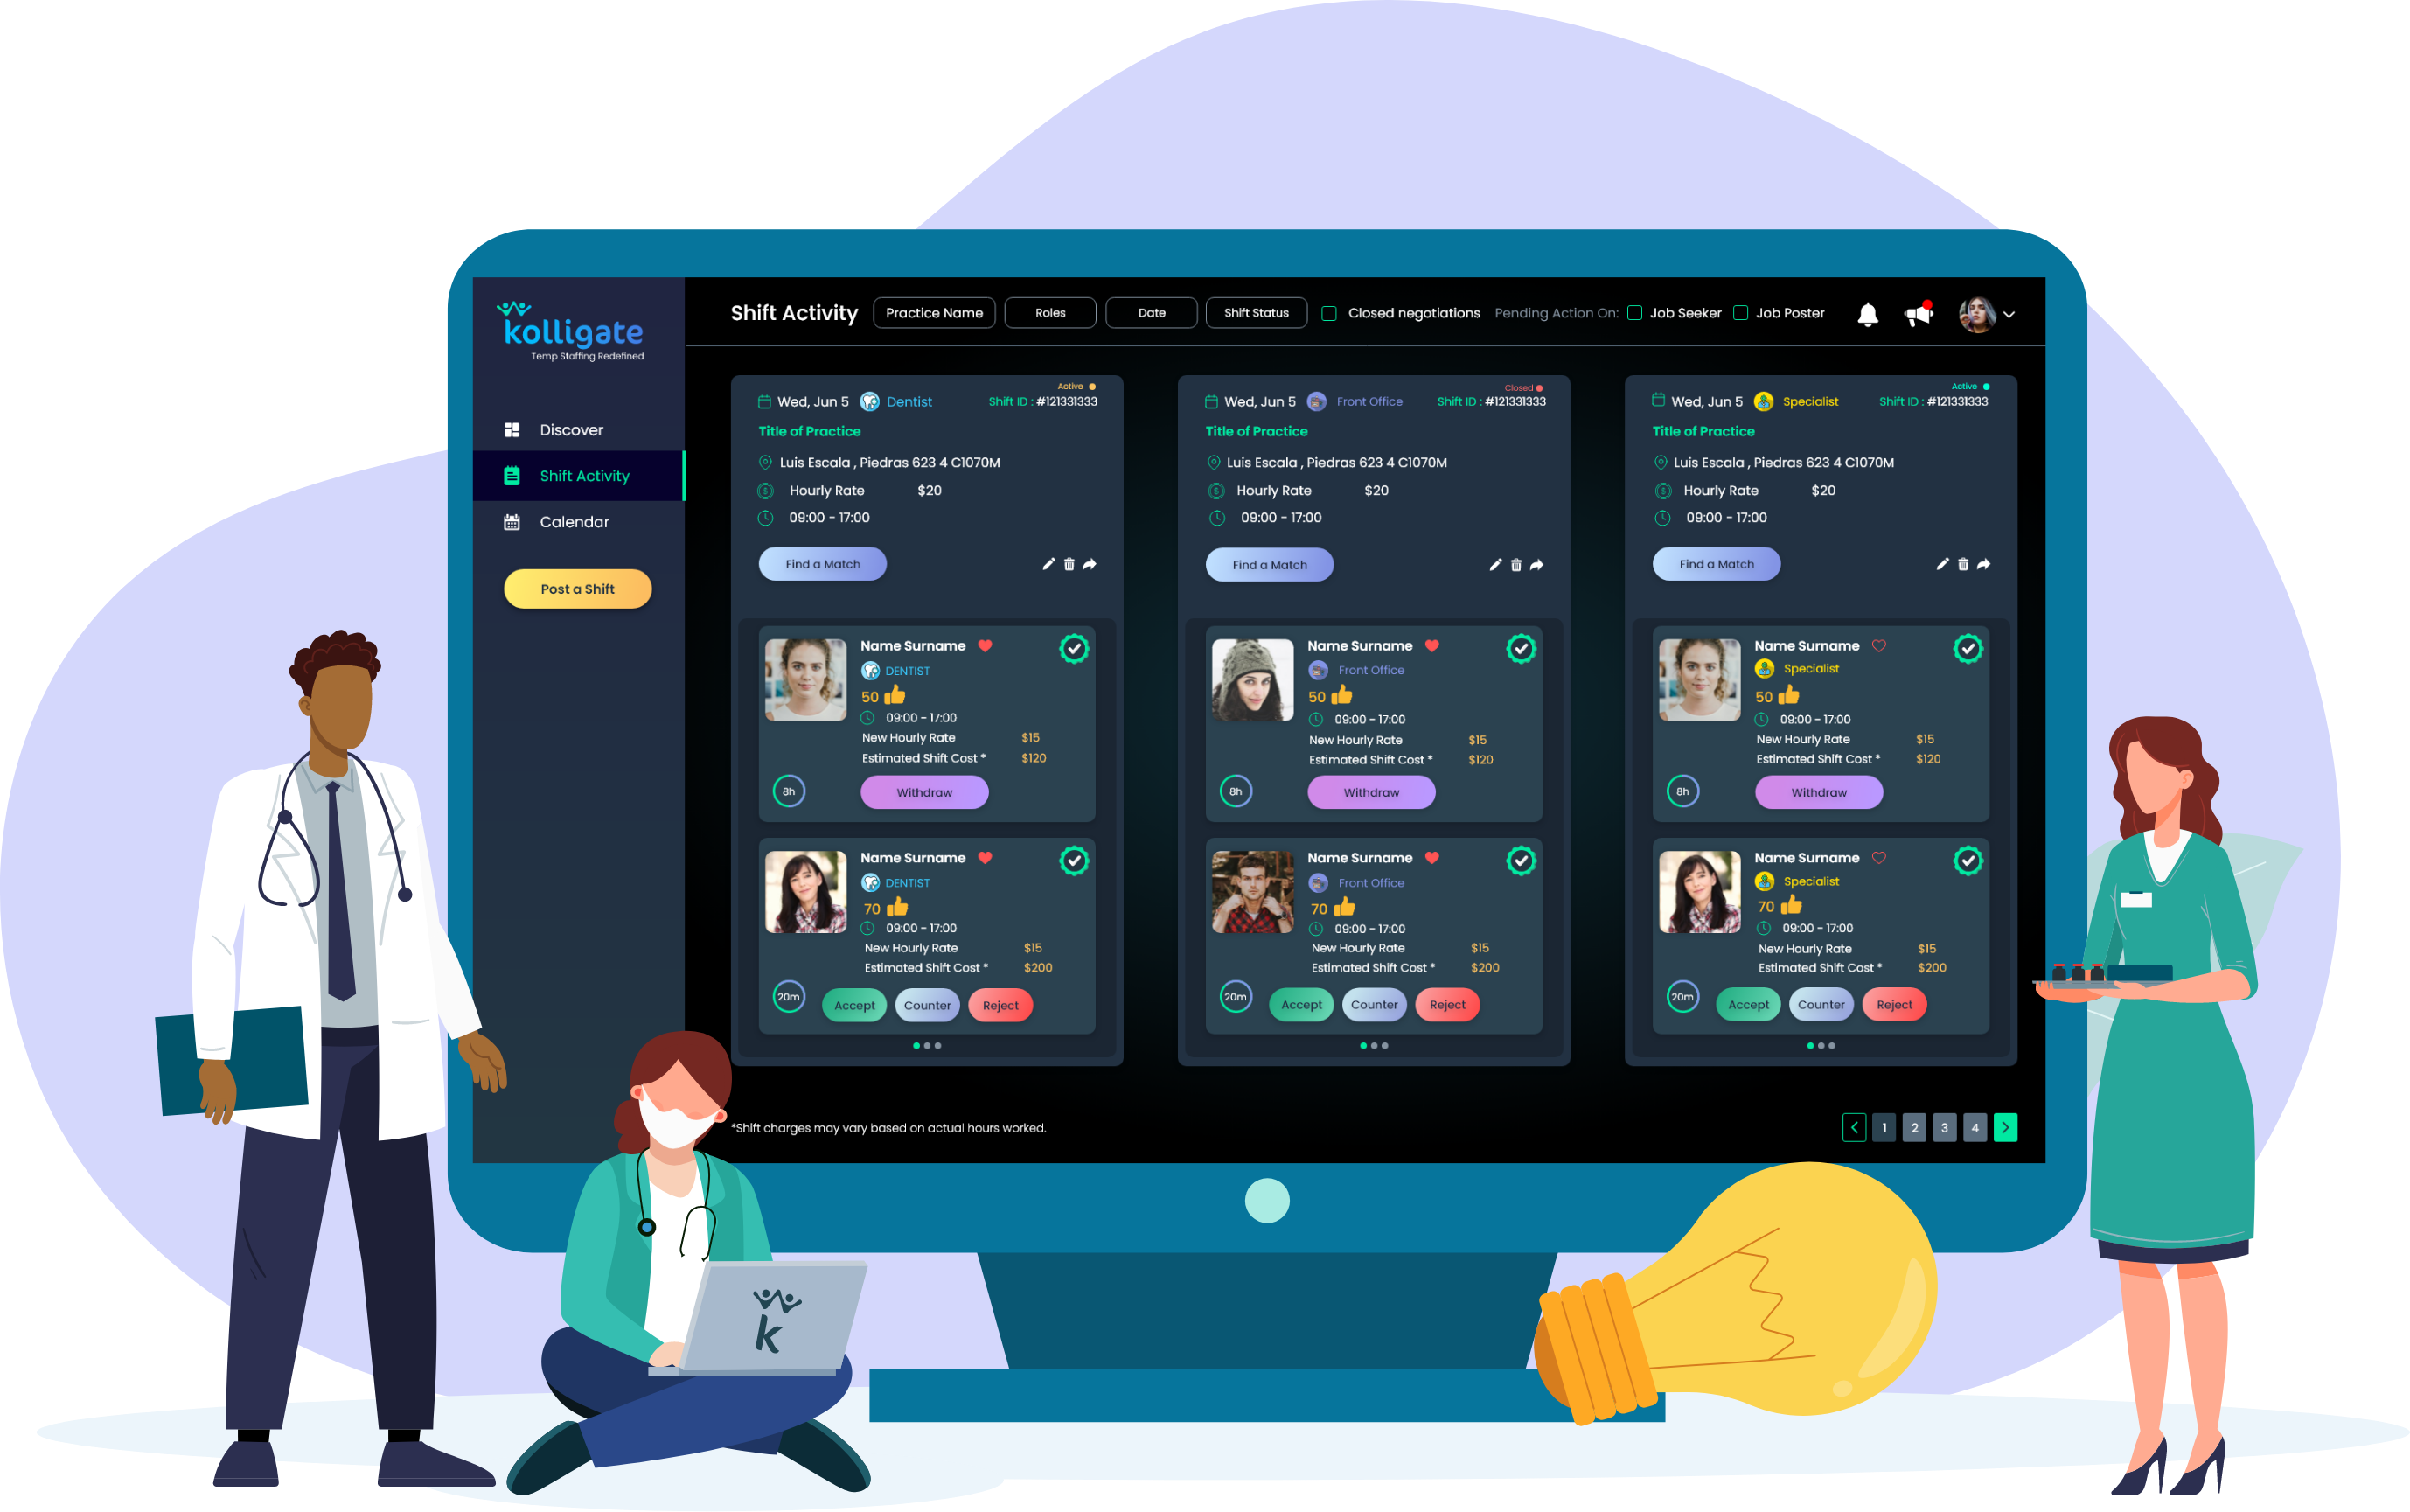 kolligate
Temp Staffing Redefined
Discover
Shift Activity
Calendar
Post a Shift
Shift Activity Practice Name Roles Date Shift Status Closed negotiations Pending Action On: Job Seeker Job Poster
Active
Wed, Jun 5 Dentist Shift ID : #121331333
Title of Practice
Luis Escala , Piedras 623 4 C1070M
Hourly Rate $20
09:00 - 17:00
Find a Match
Name Surname
DENTIST
50
09:00 - 17:00
New Hourly Rate $15
Estimated Shift Cost * $120
8h Withdraw
Name Surname
DENTIST
70
09:00 - 17:00
New Hourly Rate $15
Estimated Shift Cost * $200
20m Accept Counter Reject
Closed
Wed, Jun 5 Front Office Shift ID : #121331333
Title of Practice
Luis Escala , Piedras 623 4 C1070M
Hourly Rate $20
09:00 - 17:00
Find a Match
Name Surname
Front Office
50
09:00 - 17:00
New Hourly Rate $15
Estimated Shift Cost * $120
8h Withdraw
Name Surname
Front Office
70
09:00 - 17:00
New Hourly Rate $15
Estimated Shift Cost * $200
20m Accept Counter Reject
Active
Wed, Jun 5 Specialist Shift ID : #121331333
Title of Practice
Luis Escala , Piedras 623 4 C1070M
Hourly Rate $20
09:00 - 17:00
Find a Match
Name Surname
Specialist
50
09:00 - 17:00
New Hourly Rate $15
Estimated Shift Cost * $120
8h Withdraw
Name Surname
Specialist
70
09:00 - 17:00
New Hourly Rate $15
Estimated Shift Cost * $200
20m Accept Counter Reject
*Shift charges may vary based on actual hours worked.
1 2 3 4
k